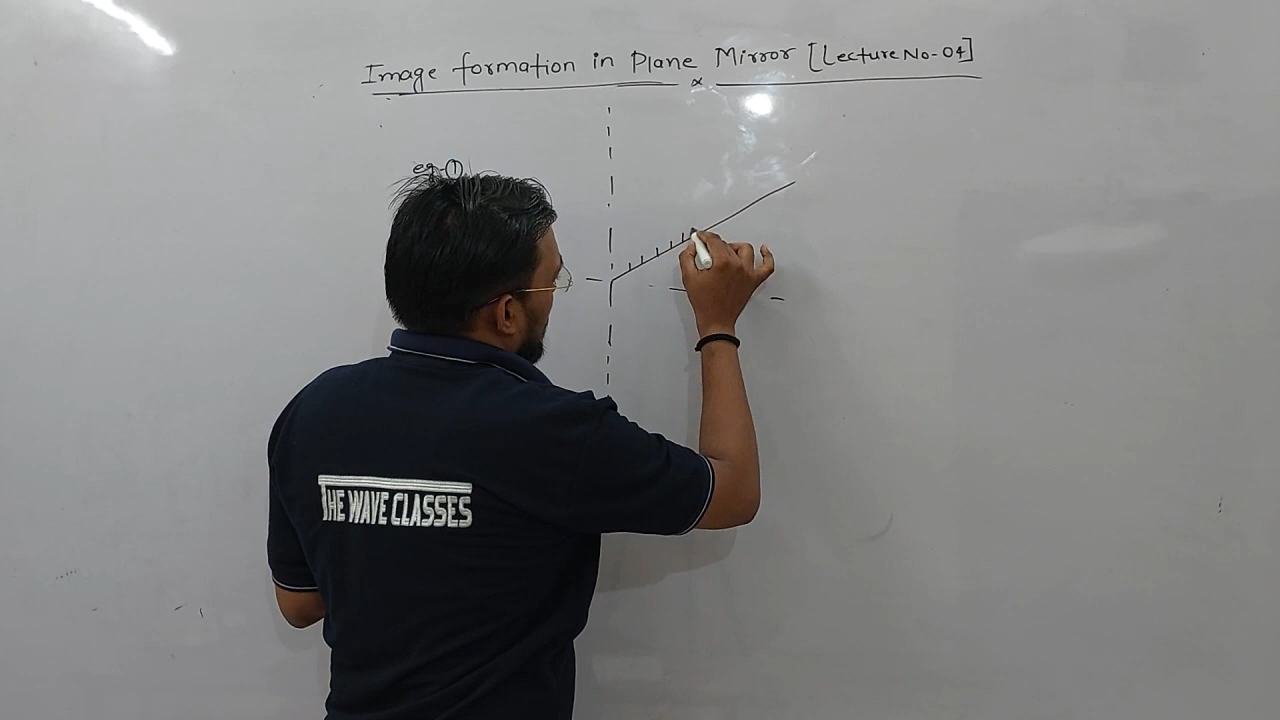 Image formation in Plane Mirror [Lecture No-04]
eg-①
THE WAVE CLASSES